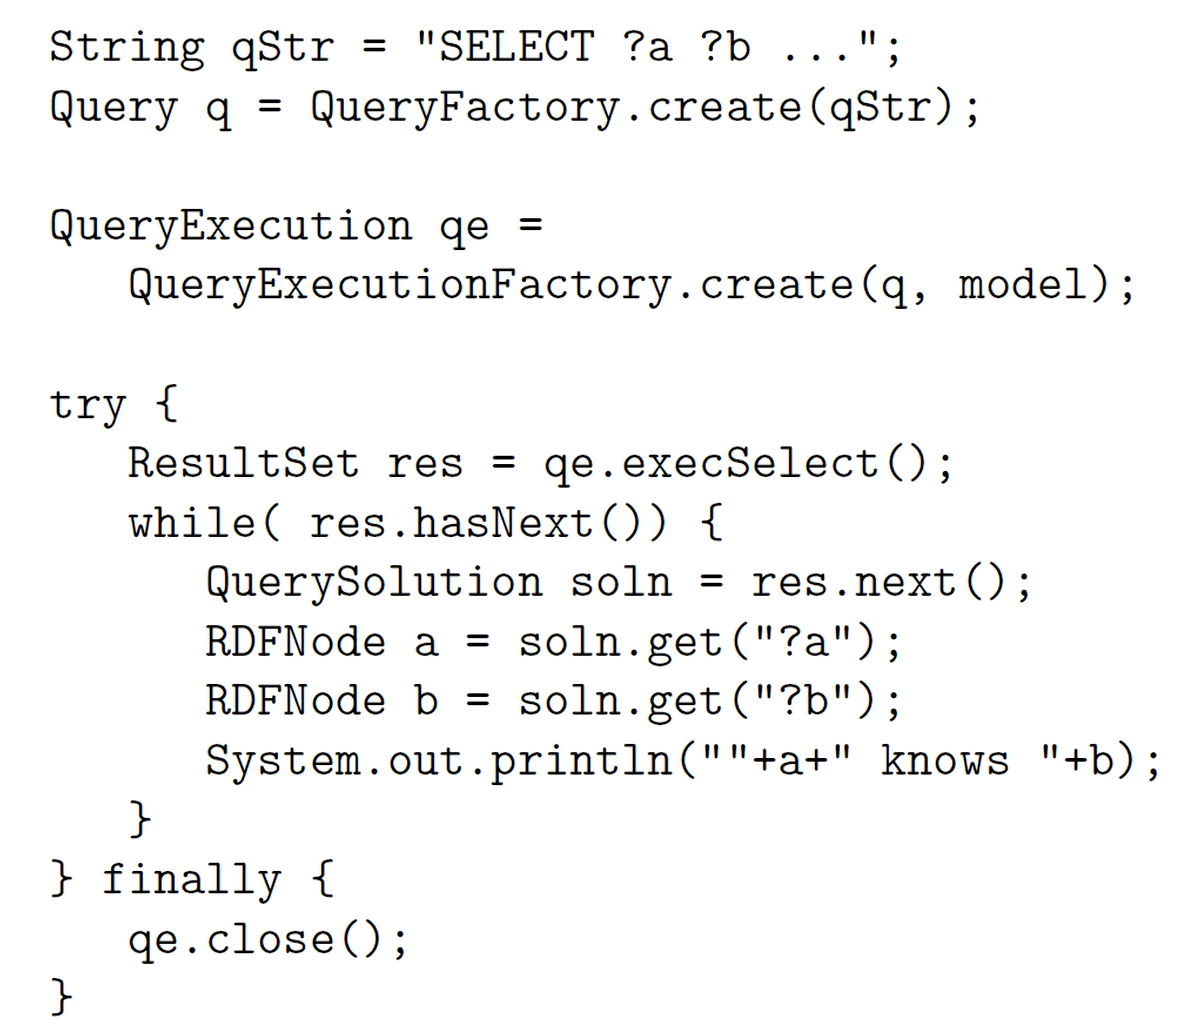 String qStr = "SELECT ?a ?b ...";
Query q = QueryFactory.create(qStr);

QueryExecution qe =
   QueryExecutionFactory.create(q, model);

try {
   ResultSet res = qe.execSelect();
   while( res.hasNext()) {
      QuerySolution soln = res.next();
      RDFNode a = soln.get("?a");
      RDFNode b = soln.get("?b");
      System.out.println(""+a+" knows "+b);
   }
} finally {
   qe.close();
}